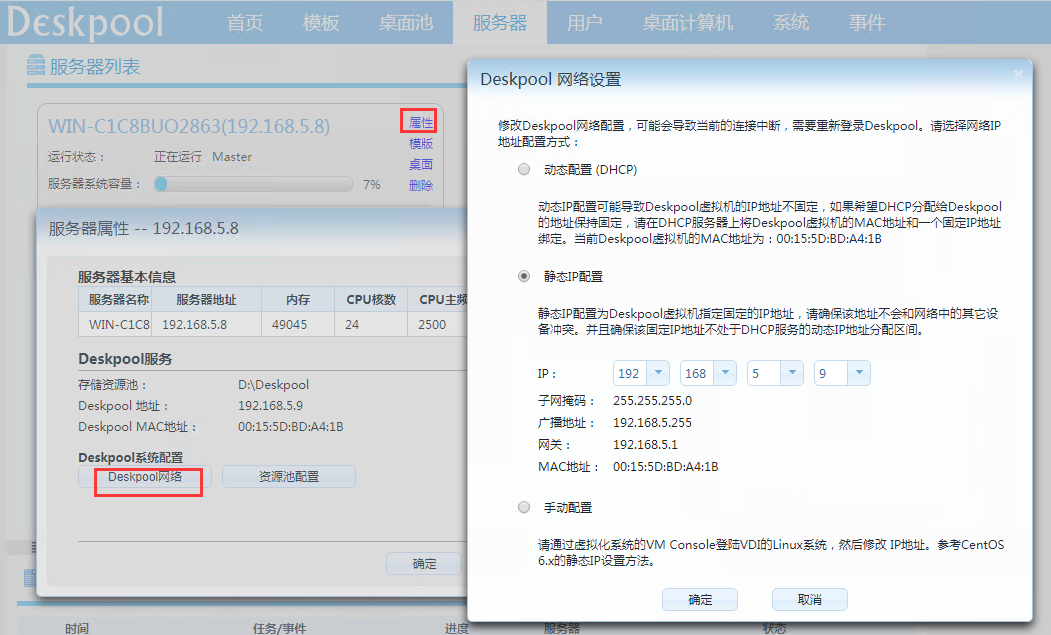 Deskpool
首页 模板 桌面池 服务器 用户 桌面计算机 系统 事件
服务器列表
WIN-C1C8BUO2863(192.168.5.8)
属性
运行状态： 正在运行 Master
模版
桌面
服务器系统容量： 7%
删除
服务器属性 -- 192.168.5.8
服务器基本信息
服务器名称 服务器地址 内存 CPU核数 CPU主频
WIN-C1C8 192.168.5.8 49045 24 2500
Deskpool服务
存储资源池： D:\Deskpool
Deskpool 地址： 192.168.5.9
Deskpool MAC地址： 00:15:5D:BD:A4:1B
Deskpool系统配置
Deskpool网络 资源池配置
确定
Deskpool 网络设置
修改Deskpool网络配置，可能会导致当前的连接中断，需要重新登录Deskpool。请选择网络IP
地址配置方式：
动态配置 (DHCP)
动态IP配置可能导致Deskpool虚拟机的IP地址不固定，如果希望DHCP分配给Deskpool
的地址保持固定，请在DHCP服务器上将Deskpool虚拟机的MAC地址和一个固定IP地址
绑定。当前Deskpool虚拟机的MAC地址为：00:15:5D:BD:A4:1B
静态IP配置
静态IP配置为Deskpool虚拟机指定固定的IP地址，请确保该地址不会和网络中的其它设
备冲突。并且确保该固定IP地址不处于DHCP服务的动态IP地址分配区间。
IP： 192 168 5 9
子网掩码： 255.255.255.0
广播地址： 192.168.5.255
网关： 192.168.5.1
MAC地址： 00:15:5D:BD:A4:1B
手动配置
请通过虚拟化系统的VM Console登陆VDI的Linux系统，然后修改 IP地址。参考CentOS
6.x的静态IP设置方法。
确定 取消
时间 任务/事件 进度 服务器 状态